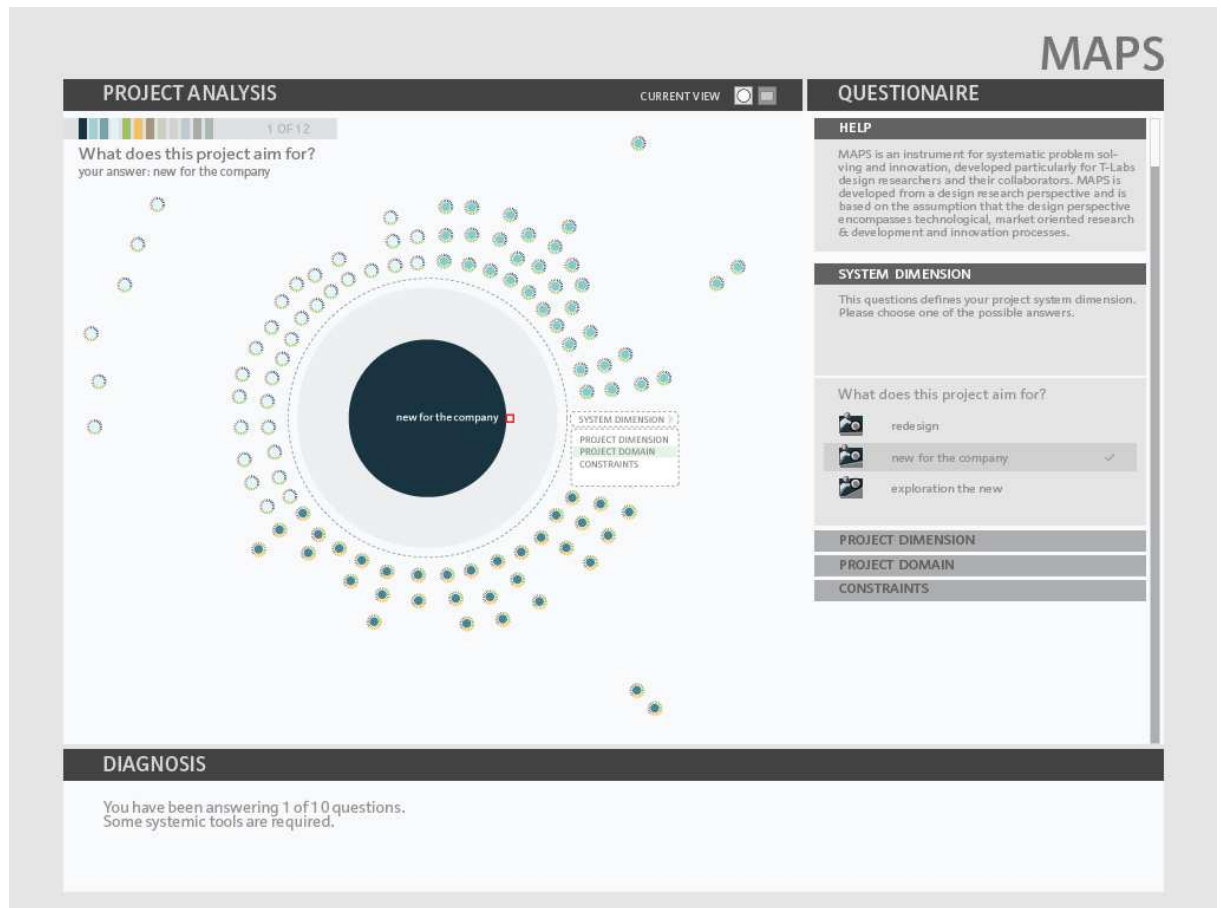 MAPS
PROJECT ANALYSIS
CURRENT VIEW
1 OF 12
What does this project aim for?
your answer: new for the company
new for the company
SYSTEM DIMENSION
PROJECT DIMENSION
PROJECT DOMAIN
CONSTRAINTS
QUESTIONAIRE
HELP
MAPS is an instrument for systematic problem sol-
ving and innovation, developed particularly for T-Labs
design researchers and their collaborators. MAPS is
developed from a design research perspective and is
based on the assumption that the design perspective
encompasses technological, market oriented research
& development and innovation processes.
SYSTEM DIMENSION
This questions defines your project system dimension.
Please choose one of the possible answers.
What does this project aim for?
redesign
new for the company
exploration the new
PROJECT DIMENSION
PROJECT DOMAIN
CONSTRAINTS
DIAGNOSIS
You have been answering 1 of 10 questions.
Some systemic tools are required.